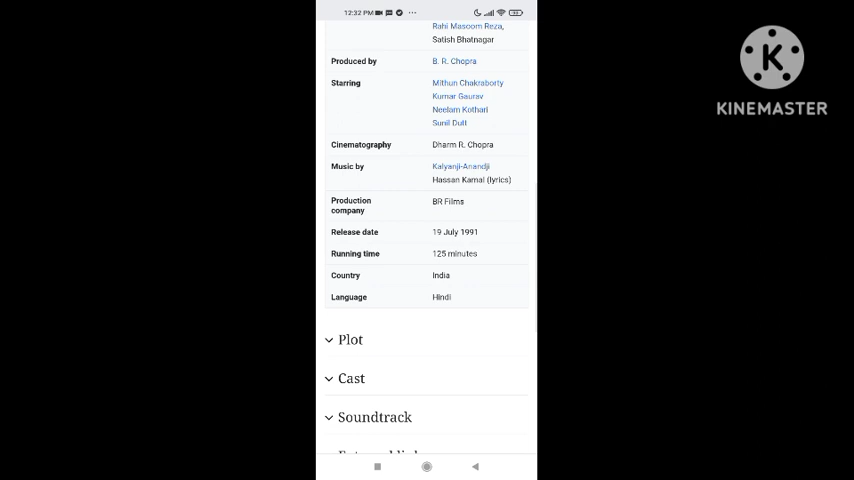 12:32 PM
Rahi Masoom Reza,
Satish Bhatnagar
Produced by B. R. Chopra
Starring Mithun Chakraborty
Kumar Gaurav
Neelam Kothari
Sunil Dutt
Cinematography Dharm R. Chopra
Music by Kalyanji-Anandji
Hassan Kamal (lyrics)
Production BR Films
company
Release date 19 July 1991
Running time 125 minutes
Country India
Language Hindi
Plot
Cast
Soundtrack
K
KINEMASTER